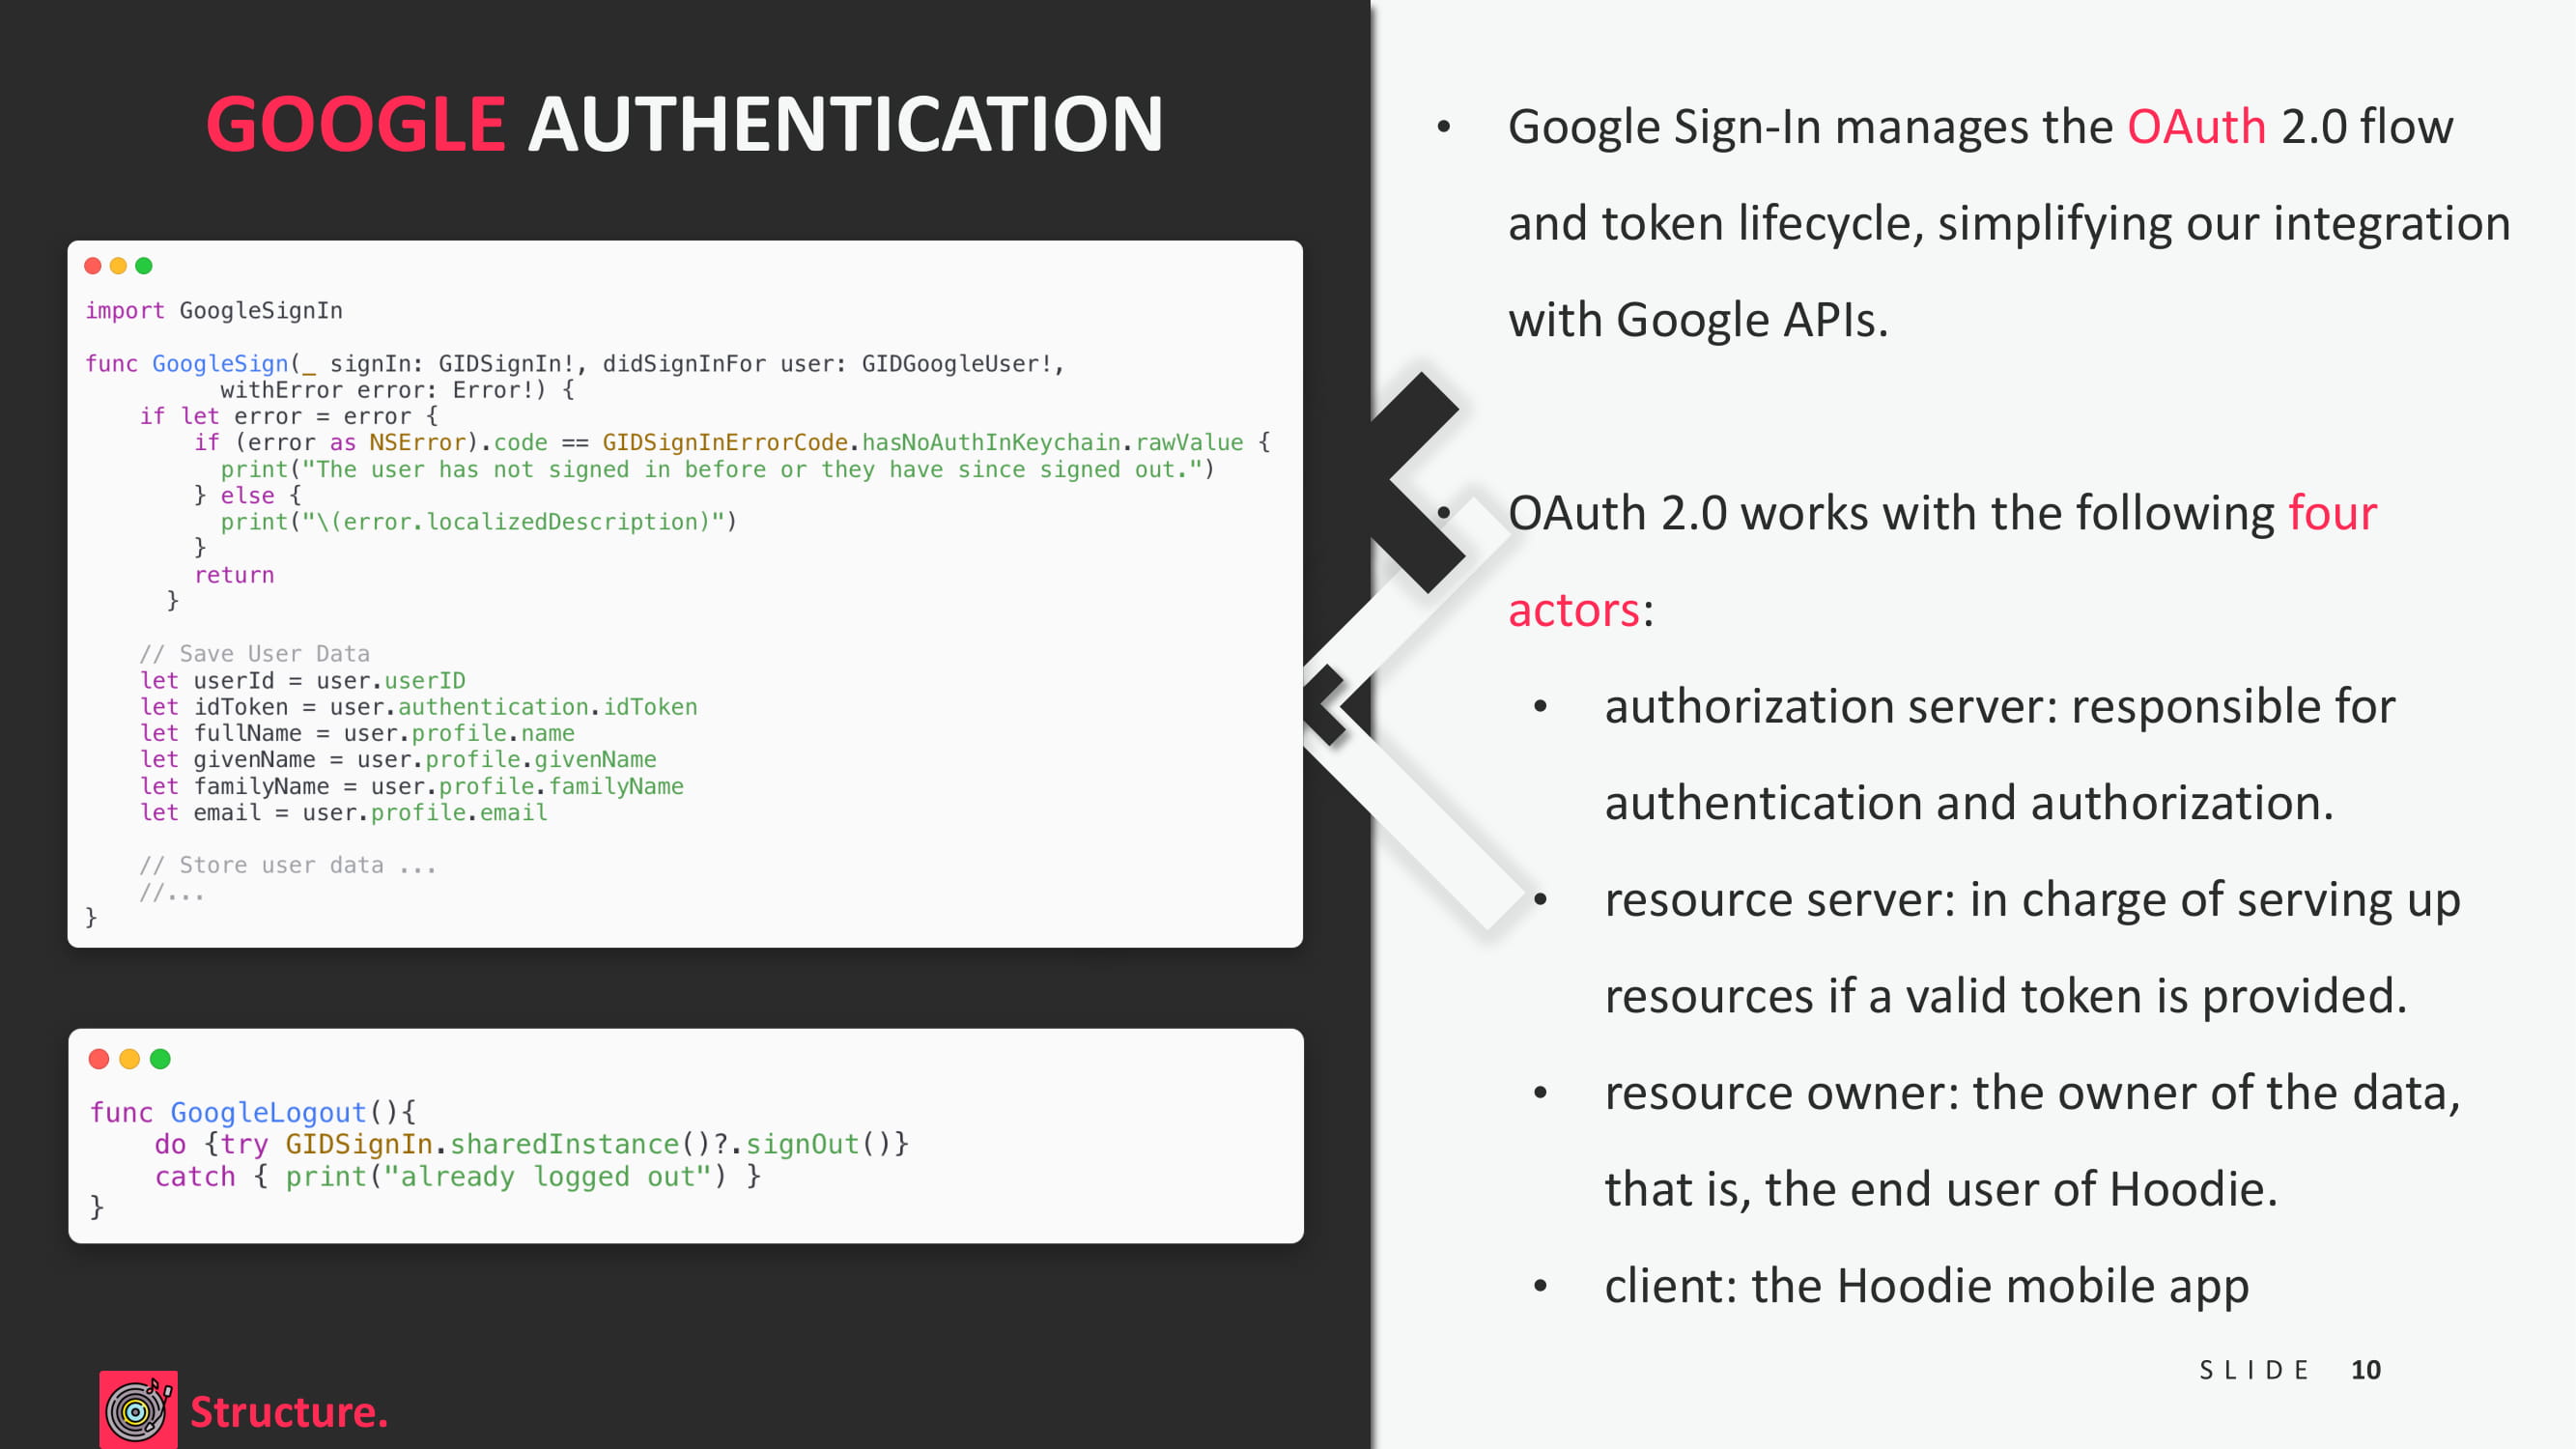 GOOGLE AUTHENTICATION
import GoogleSignIn
func GoogleSign(_ signIn: GIDSignIn!, didSignInFor user: GIDGoogleUser!,
          withError error: Error!) {
    if let error = error {
        if (error as NSError).code == GIDSignInErrorCode.hasNoAuthInKeychain.rawValue {
          print("The user has not signed in before or they have since signed out.")
        } else {
          print("\(error.localizedDescription)")
        }
        return
      }
    // Save User Data
    let userId = user.userID
    let idToken = user.authentication.idToken
    let fullName = user.profile.name
    let givenName = user.profile.givenName
    let familyName = user.profile.familyName
    let email = user.profile.email
    // Store user data ...
    //...
}
func GoogleLogout(){
    do {try GIDSignIn.sharedInstance()?.signOut()}
    catch { print("already logged out") }
}
Structure.
• Google Sign-In manages the OAuth 2.0 flow
and token lifecycle, simplifying our integration
with Google APIs.
• OAuth 2.0 works with the following four
actors:
• authorization server: responsible for
authentication and authorization.
• resource server: in charge of serving up
resources if a valid token is provided.
• resource owner: the owner of the data,
that is, the end user of Hoodie.
• client: the Hoodie mobile app
SLIDE 10